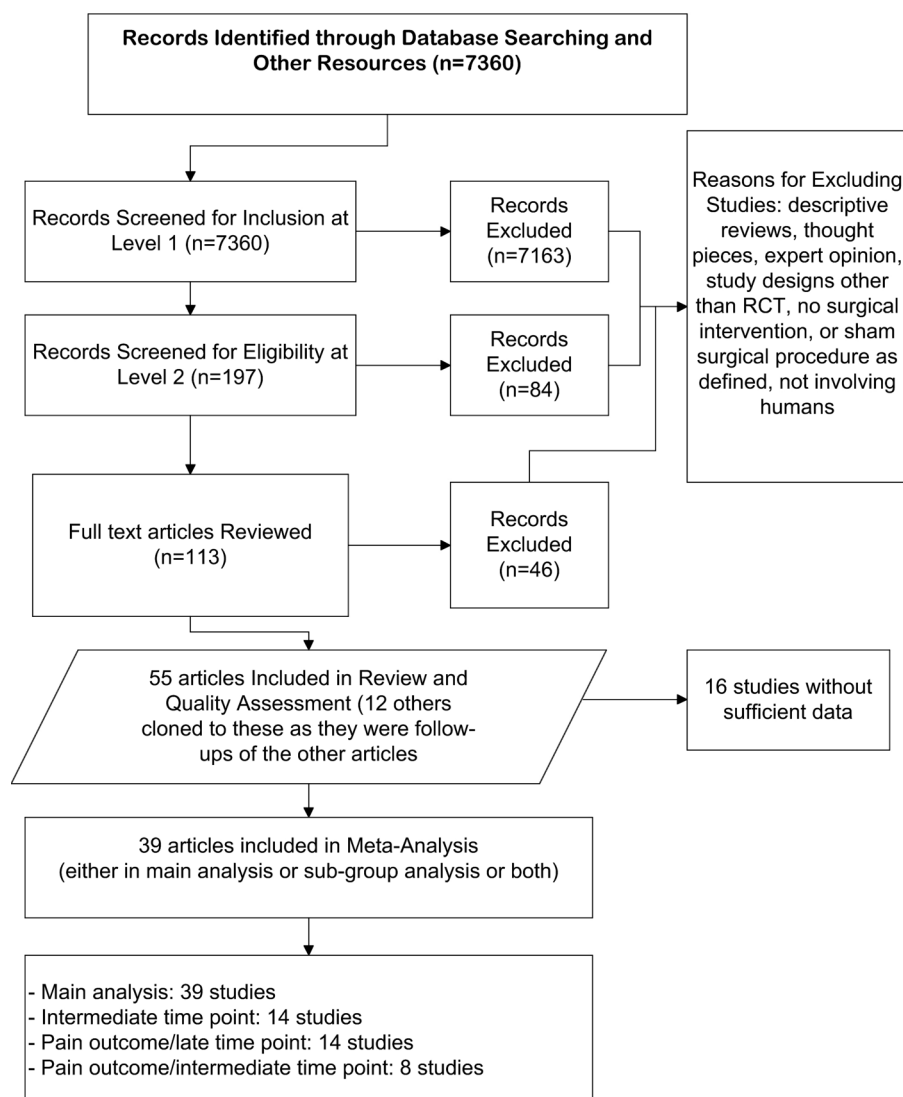 Records Identified through Database Searching and
Other Resources (n=7360)
Records Screened for Inclusion at
Level 1 (n=7360)
Records
Excluded
(n=7163)
Reasons for Excluding
Studies: descriptive
reviews, thought
pieces, expert opinion,
study designs other
than RCT, no surgical
intervention, or sham
surgical procedure as
defined, not involving
humans
Records Screened for Eligibility at
Level 2 (n=197)
Records
Excluded
(n=84)
Full text articles Reviewed
(n=113)
Records
Excluded
(n=46)
55 articles Included in Review and
Quality Assessment (12 others
cloned to these as they were follow-
ups of the other articles
16 studies without
sufficient data
39 articles included in Meta-Analysis
(either in main analysis or sub-group analysis or both)
- Main analysis: 39 studies
- Intermediate time point: 14 studies
- Pain outcome/late time point: 14 studies
- Pain outcome/intermediate time point: 8 studies